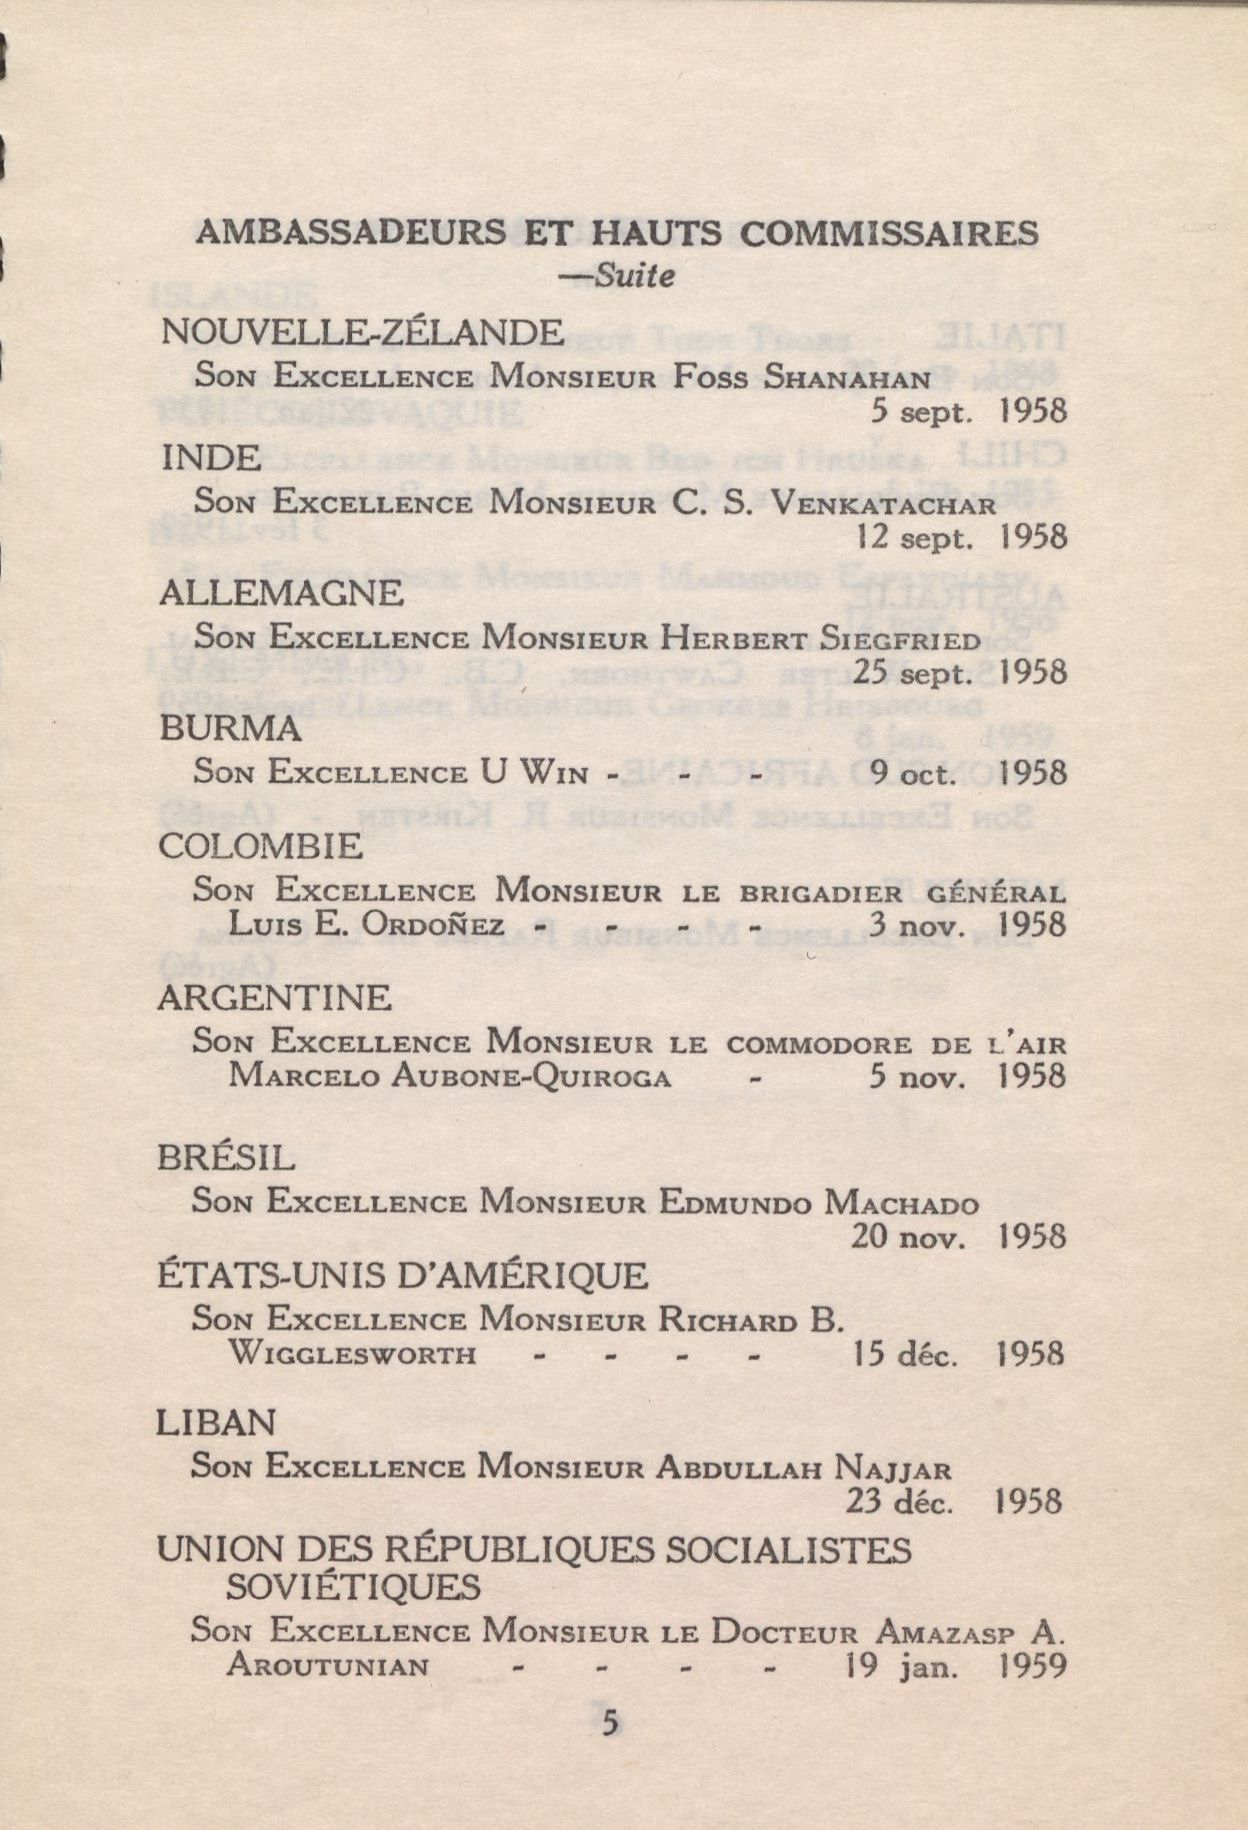 AMBASSADEURS ET HAUTS COMMISSAIRES
—Suite
NOUVELLE-ZÉLANDE
Son Excellence Monsieur Foss Shanahan
5 sept. 1958
INDE
Son Excellence Monsieur C. S. Venkatachar
12 sept. 1958
ALLEMAGNE
Son Excellence Monsieur Herbert Siegfried
25 sept. 1958
BURMA
Son Excellence U Win - - - 9 oct. 1958
COLOMBIE
Son Excellence Monsieur le brigadier général
Luis E. Ordoñez - - - - 3 nov. 1958
ARGENTINE
Son Excellence Monsieur le commodore de l'air
Marcelo Aubone-Quiroga - 5 nov. 1958
BRÉSIL
Son Excellence Monsieur Edmundo Machado
20 nov. 1958
ÉTATS-UNIS D'AMÉRIQUE
Son Excellence Monsieur Richard B.
Wigglesworth - - - - 15 déc. 1958
LIBAN
Son Excellence Monsieur Abdullah Najjar
23 déc. 1958
UNION DES RÉPUBLIQUES SOCIALISTES
SOVIÉTIQUES
Son Excellence Monsieur le Docteur Amazasp A.
Aroutunian - - - - 19 jan. 1959
5